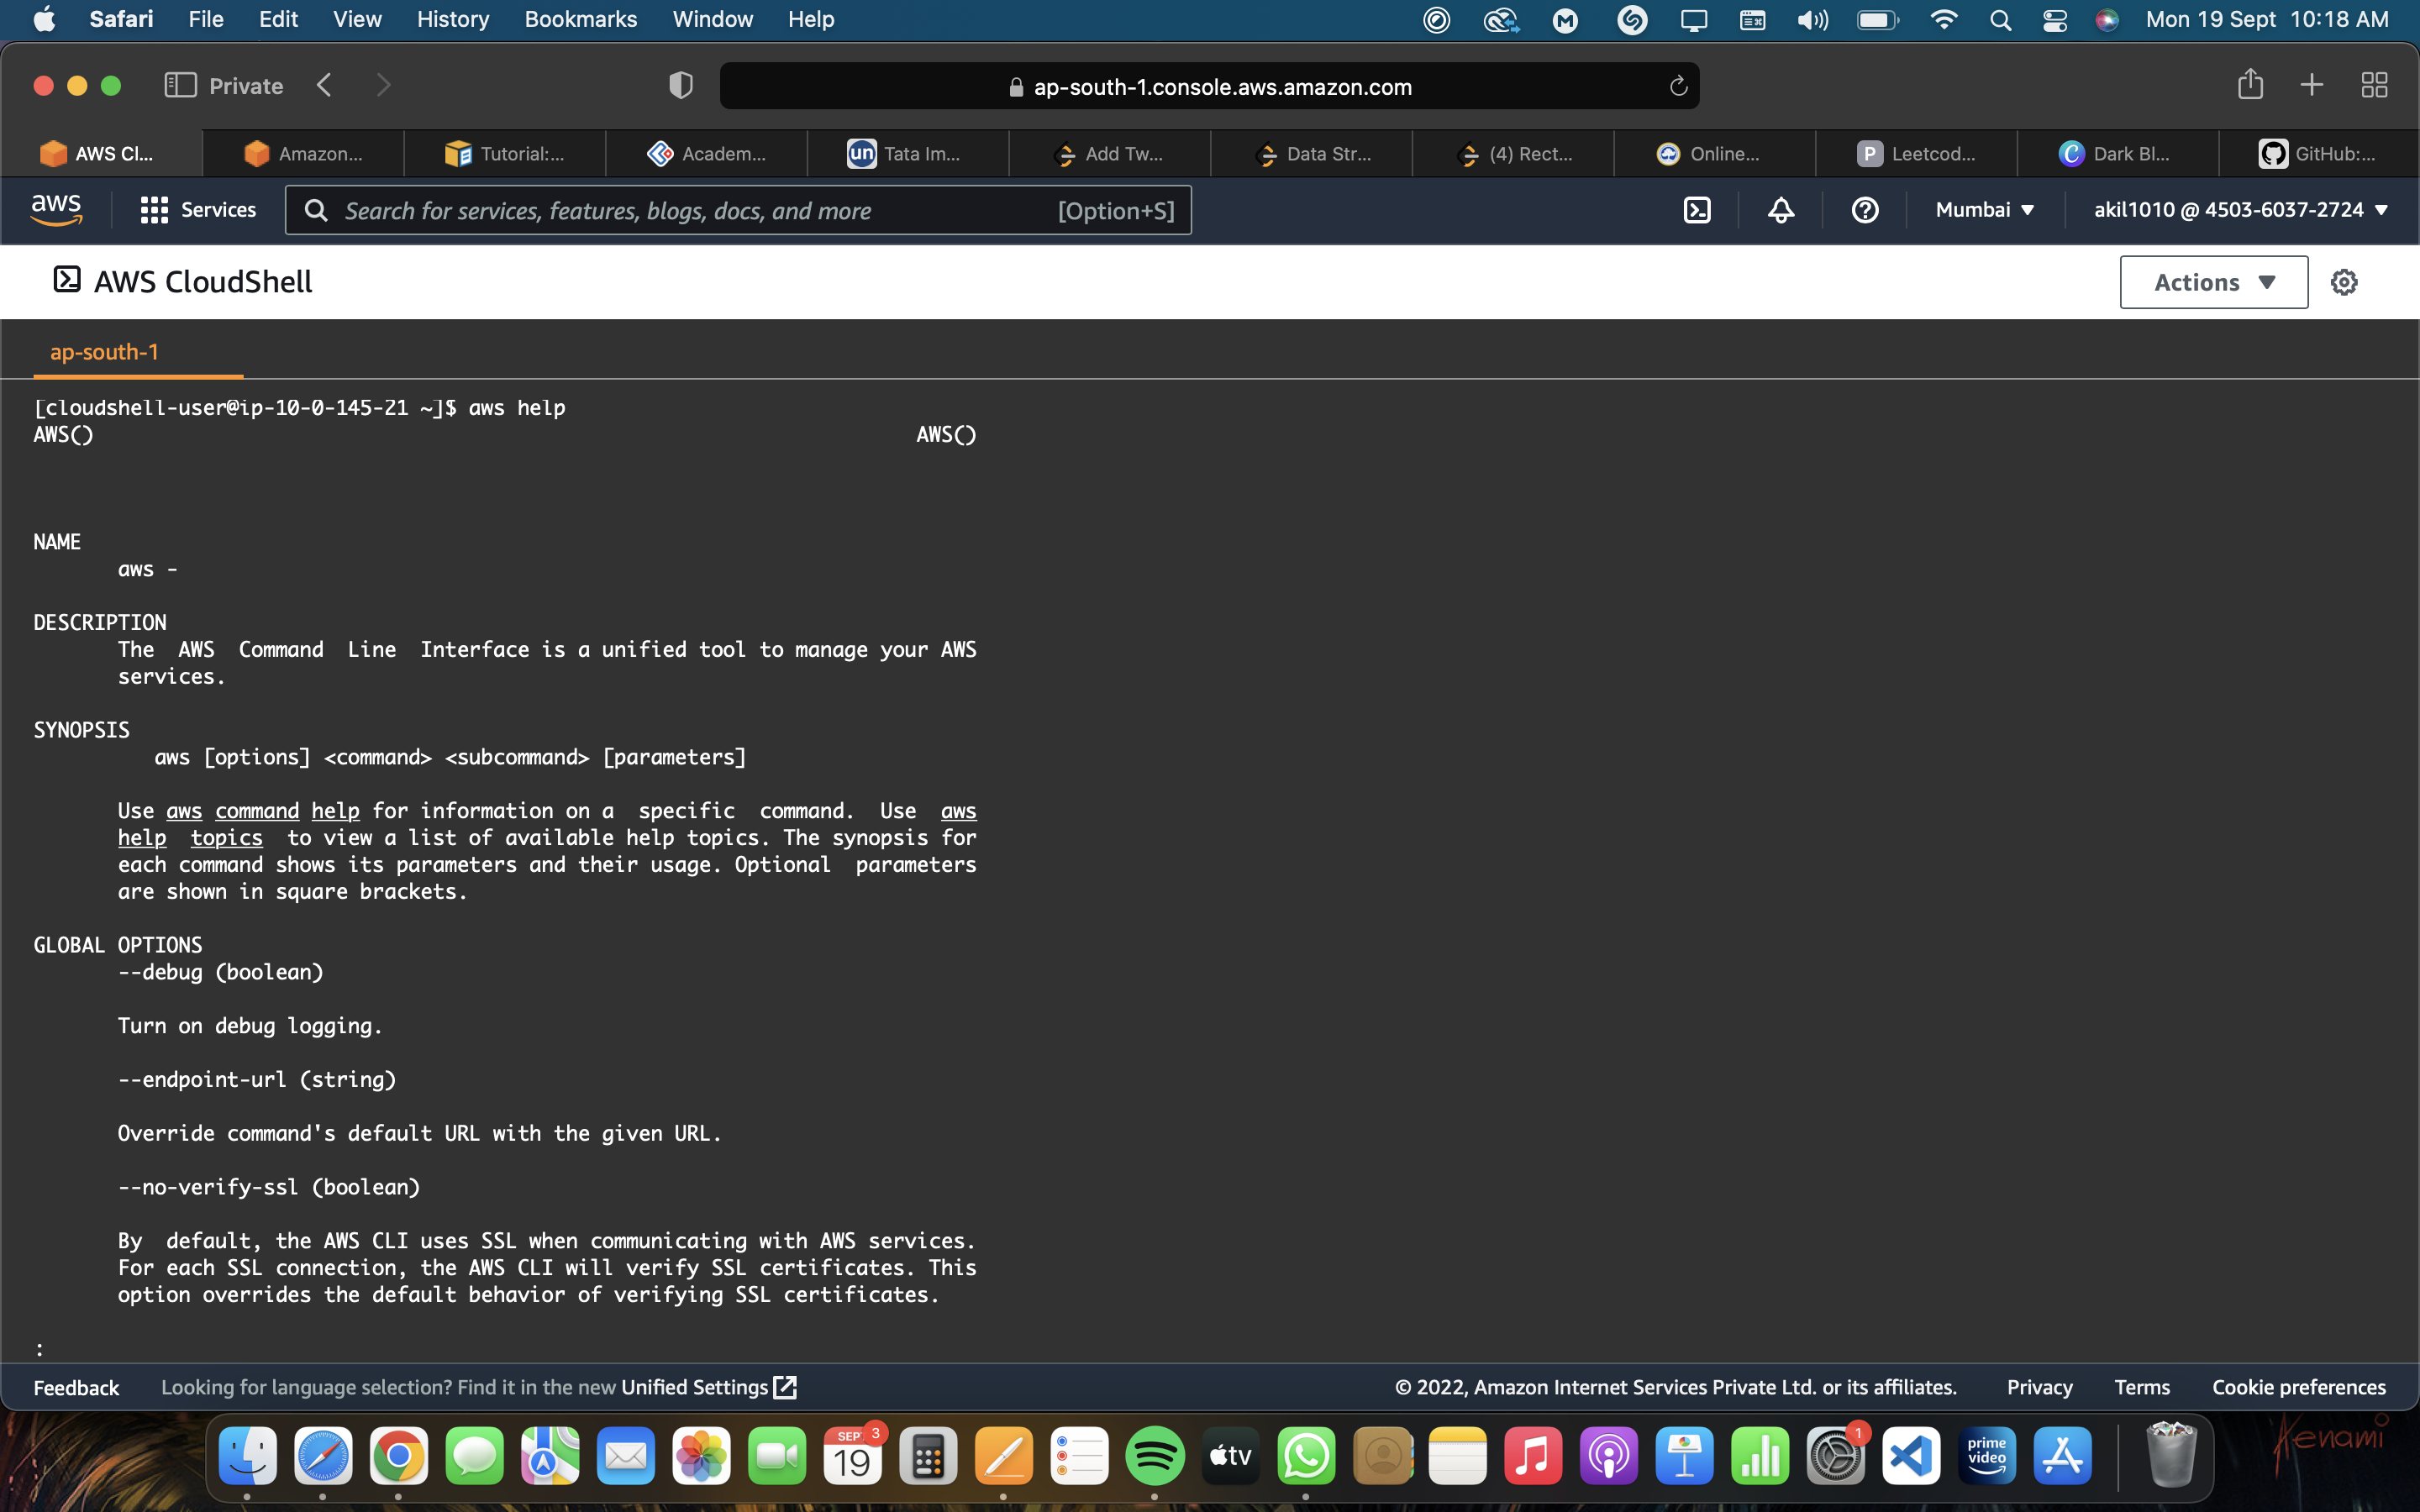 Safari File Edit View History Bookmarks Window Help Mon 19 Sept 10:18 AM
Private ap-south-1.console.aws.amazon.com
AWS Cl... Amazon... Tutorial:... Academ... un Tata Im... Add Tw... Data Str... (4) Rect... Online... P Leetcod... C Dark Bl... GitHub:...
aws Services Search for services, features, blogs, docs, and more [Option+S] Mumbai akil1010 @ 4503-6037-2724
AWS CloudShell Actions
ap-south-1
[cloudshell-user@ip-10-0-145-21 ~]$ aws help
AWS() AWS()
NAME
aws -
DESCRIPTION
The AWS Command Line Interface is a unified tool to manage your AWS
services.
SYNOPSIS
aws [options] <command> <subcommand> [parameters]
Use aws command help for information on a specific command. Use aws
help topics to view a list of available help topics. The synopsis for
each command shows its parameters and their usage. Optional parameters
are shown in square brackets.
GLOBAL OPTIONS
--debug (boolean)
Turn on debug logging.
--endpoint-url (string)
Override command's default URL with the given URL.
--no-verify-ssl (boolean)
By default, the AWS CLI uses SSL when communicating with AWS services.
For each SSL connection, the AWS CLI will verify SSL certificates. This
option overrides the default behavior of verifying SSL certificates.
:
Feedback Looking for language selection? Find it in the new Unified Settings © 2022, Amazon Internet Services Private Ltd. or its affiliates. Privacy Terms Cookie preferences
SEPT 3 19 tv 1 prime video
Kenami